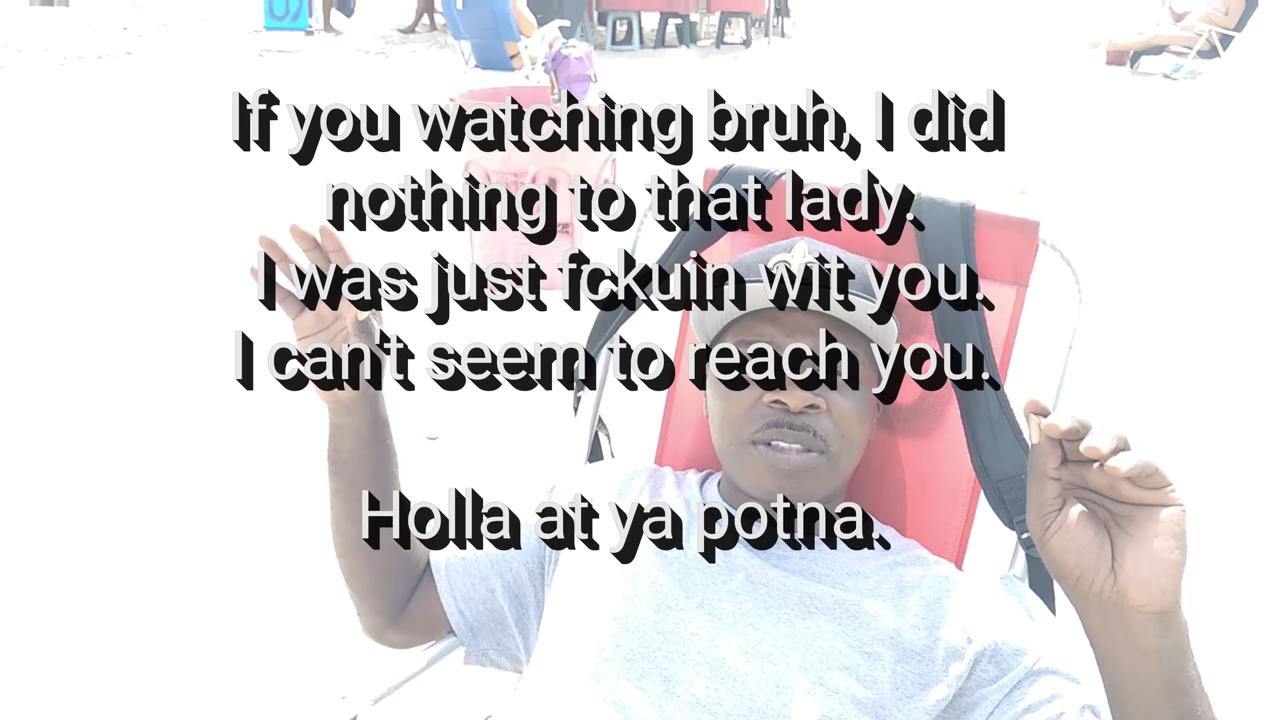 If you watching bruh, I did
nothing to that lady.
I was just fckuin wit you.
I can't seem to reach you.
Holla at ya potna.